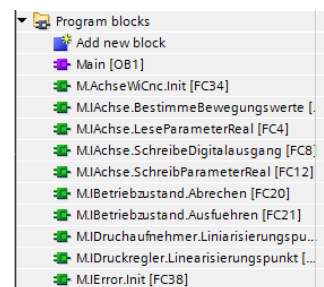 Program blocks
Add new block
Main [OB1]
M.AchseWiCnc.Init [FC34]
M.IAchse.BestimmeBewegungswerte [.
M.IAchse.LeseParameterReal [FC4]
M.IAchse.SchreibeDigitalausgang [FC8]
M.IAchse.SchreibParameterReal [FC12]
M.IBetriebzustand.Abrechen [FC20]
M.IBetriebzustand.Ausfuehren [FC21]
M.IDruchaufnehmer.Liniarisierungspu...
M.IDruckregler.Linearisierungspunkt [...
M.IError.Init [FC38]